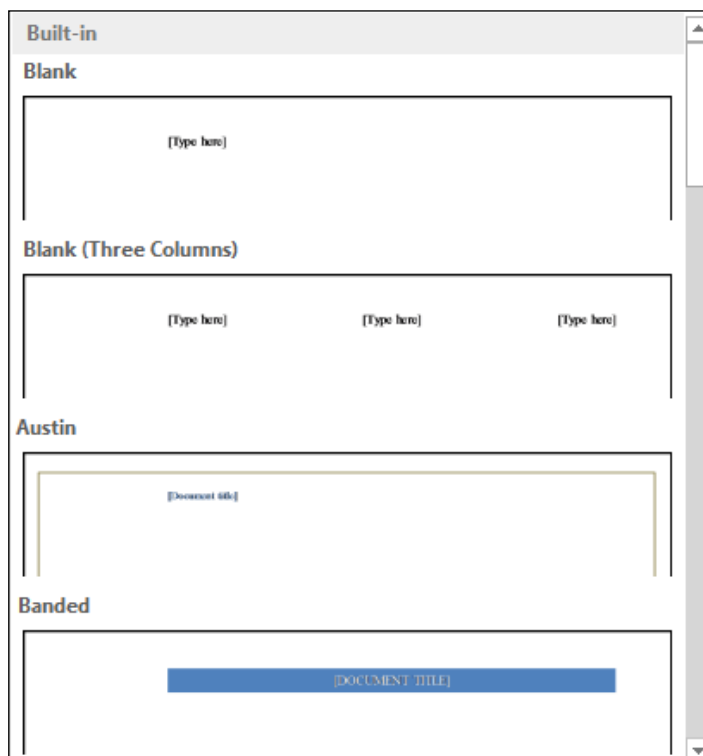 Built-in
Blank
[Type here]
Blank (Three Columns)
[Type here] [Type here] [Type here]
Austin
[Document title]
Banded
[DOCUMENT TITLE]